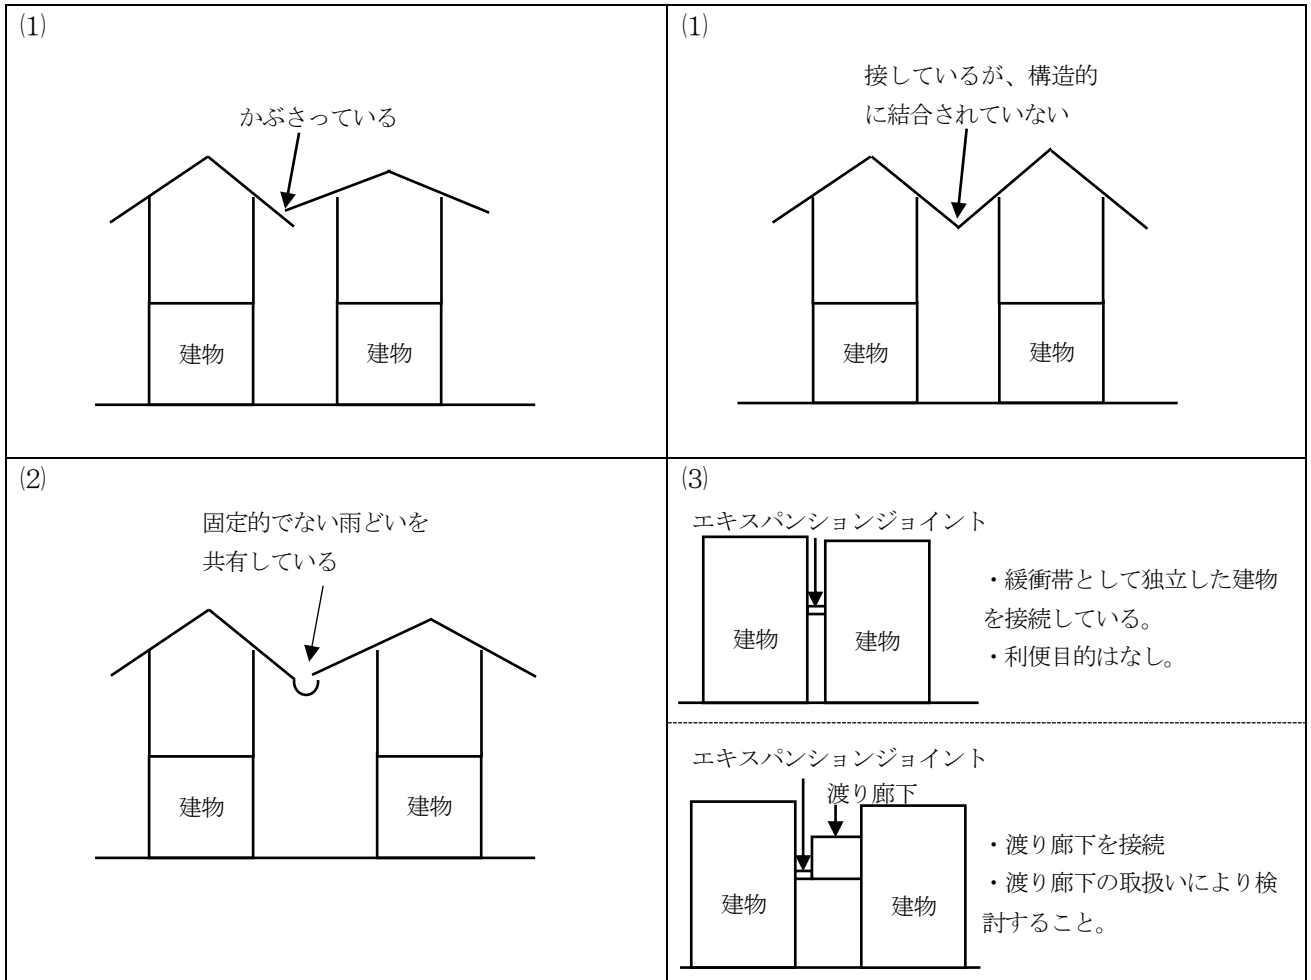 ⑴
かぶさっている
建物
建物
⑴
接しているが、構造的
に結合されていない
建物
建物
⑵
固定的でない雨どいを
共有している
建物
建物
⑶
エキスパンションジョイント
建物
建物
・緩衝帯として独立した建物
を接続している。
・利便目的はなし。
エキスパンションジョイント
渡り廊下
建物
建物
・渡り廊下を接続
・渡り廊下の取扱いにより検
討すること。